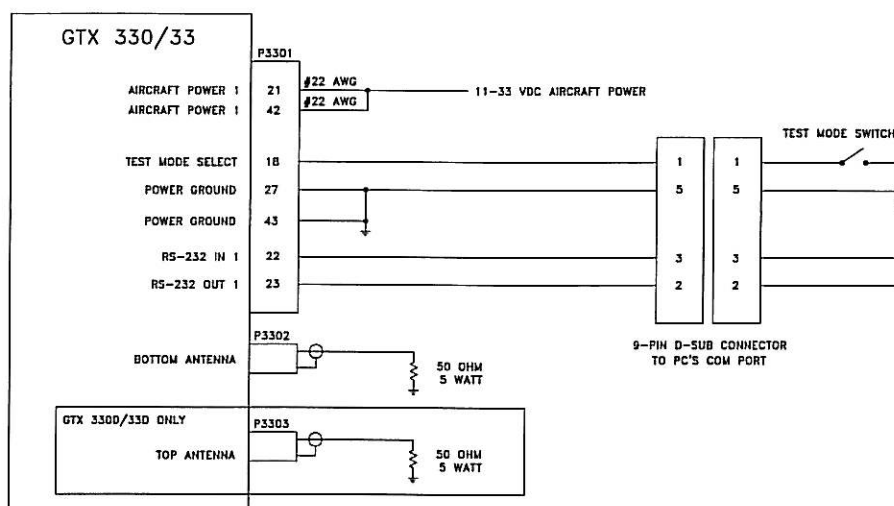 GTX 330/33
P3301
AIRCRAFT POWER 1 21 #22 AWG 11-33 VDC AIRCRAFT POWER
AIRCRAFT POWER 1 42 #22 AWG
TEST MODE SWITCH
TEST MODE SELECT 18 1 1
POWER GROUND 27 5 5
POWER GROUND 43
RS-232 IN 1 22 3 3
RS-232 OUT 1 23 2 2
9-PIN D-SUB CONNECTOR
TO PC'S COM PORT
P3302
BOTTOM ANTENNA
50 OHM
5 WATT
GTX 330D/33D ONLY
P3303
TOP ANTENNA
50 OHM
5 WATT